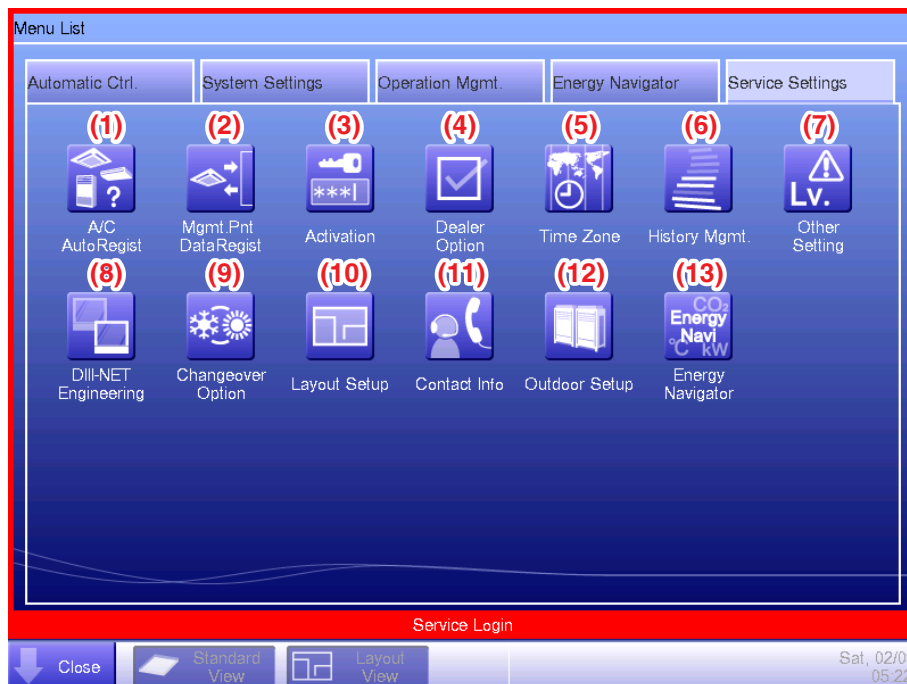 Menu List
Automatic Ctrl. System Settings Operation Mgmt. Energy Navigator Service Settings
(1) (2) (3) (4) (5) (6) (7)
?
***|
Lv.
A/C
AutoRegist
Mgmt.Pnt
DataRegist
Activation
Dealer
Option
Time Zone
History Mgmt.
Other
Setting
(8) (9) (10) (11) (12) (13)
CO2
Energy
Navi
°C kW
DIII-NET
Engineering
Changeover
Option
Layout Setup
Contact Info
Outdoor Setup
Energy
Navigator
Service Login
Close
Standard
View
Layout
View
Sat, 02/0
05:22